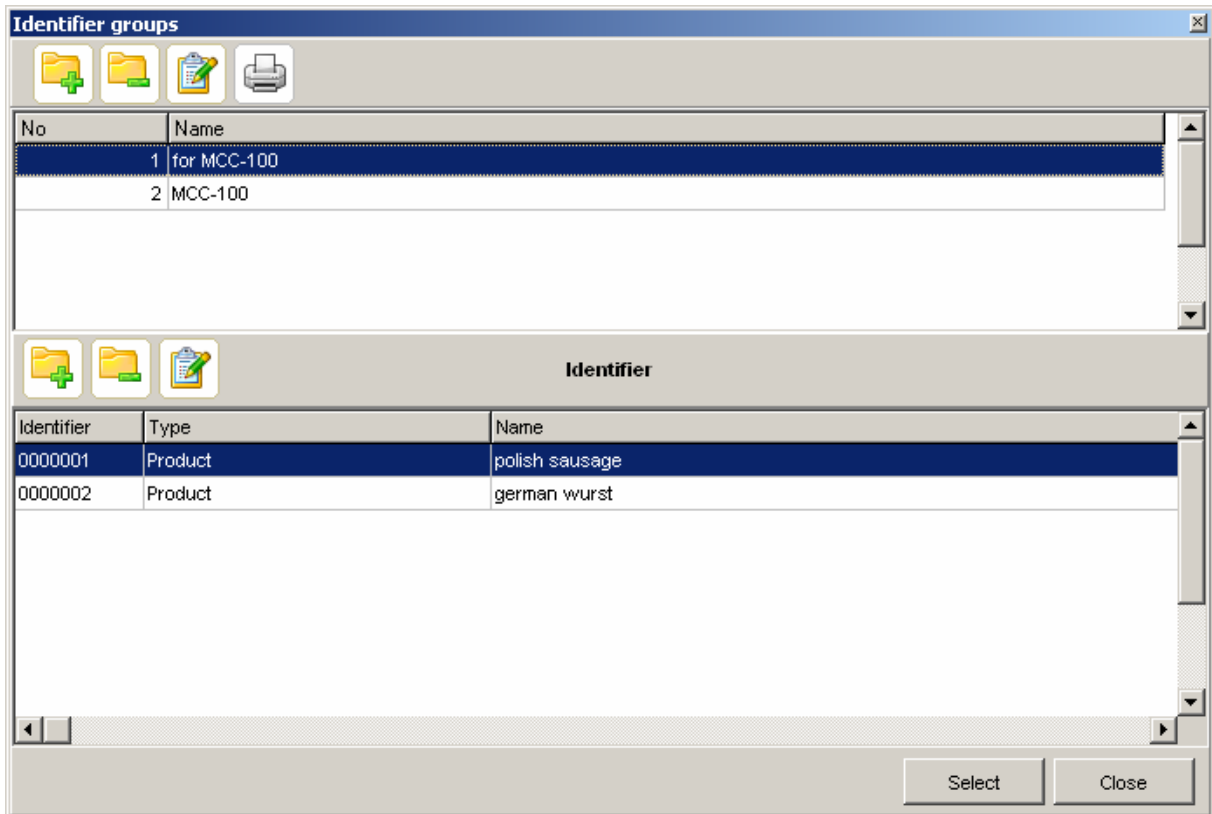 Identifier groups
No Name
1 for MCC-100
2 MCC-100
Identifier
Identifier Type Name
0000001 Product polish sausage
0000002 Product german wurst
Select Close